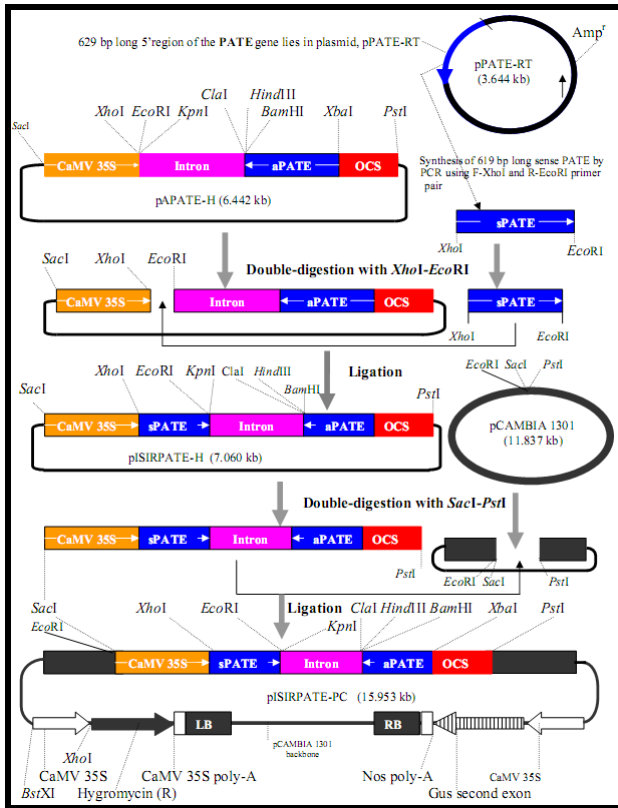 629 bp long 5'region of the PATE gene lies in plasmid, pPATE-RT
Ampr
pPATE-RT
(3.644 kb)
ClaI HindIII
XhoI EcoRI KpnI BamHI XbaI PstI
SacI
CaMV 35S Intron aPATE OCS
pAPATE-H (6.442 kb)
Synthesis of 619 bp long sense PATE by
PCR using F-XhoI and R-EcoRI primer
pair
sPATE
XhoI EcoRI
Double-digestion with XhoI-EcoRI
SacI XhoI EcoRI
CaMV 35S Intron aPATE OCS
sPATE
XhoI EcoRI
Ligation
EcoRI SacI PstI
XhoI EcoRI KpnI ClaI HindIII
BamHI
SacI PstI
CaMV 35S sPATE Intron aPATE OCS
pISIRPATE-H (7.060 kb)
pCAMBIA 1301
(11.837 kb)
Double-digestion with SacI-PstI
CaMV 35S sPATE Intron aPATE OCS
PstI
EcoRI SacI PstI
Ligation
SacI XhoI EcoRI ClaI HindIII BamHI XbaI PstI
EcoRI KpnI
CaMV 35S sPATE Intron aPATE OCS
pISIRPATE-PC (15.953 kb)
LB RB
pCAMBIA 1301
backbone
XhoI
CaMV 35S CaMV 35S poly-A Nos poly-A CaMV 35S
BstXI Hygromycin (R) Gus second exon